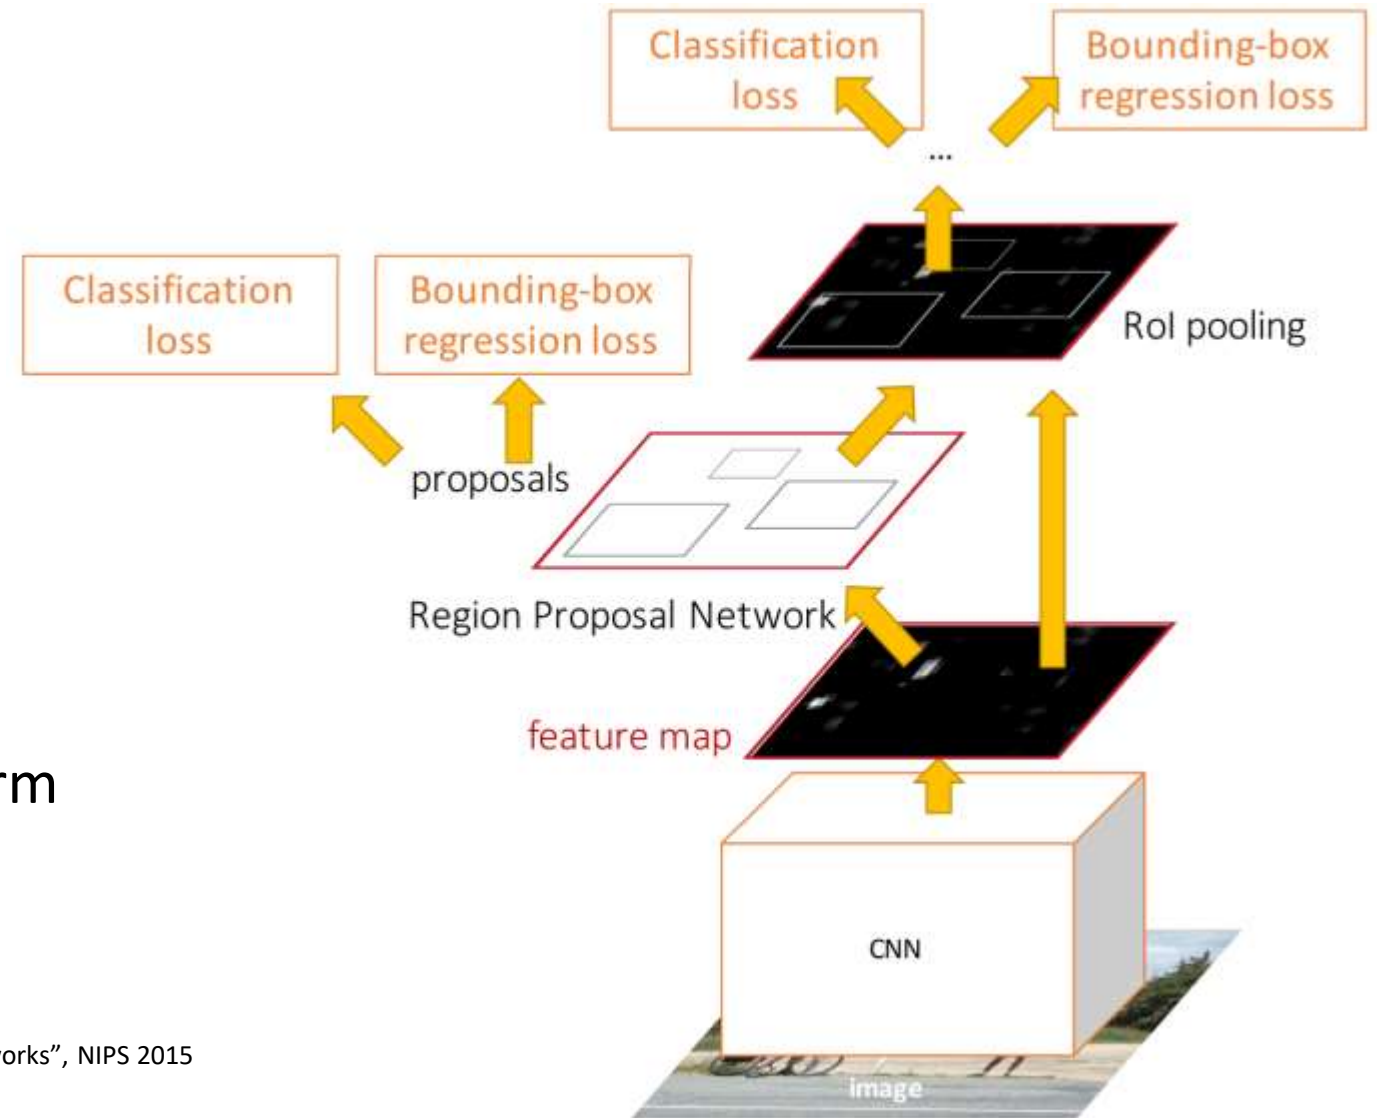 Classification
loss
Bounding-box
regression loss
...
Classification
loss
Bounding-box
regression loss
RoI pooling
proposals
Region Proposal Network
feature map
rm
CNN
orks”, NIPS 2015
image